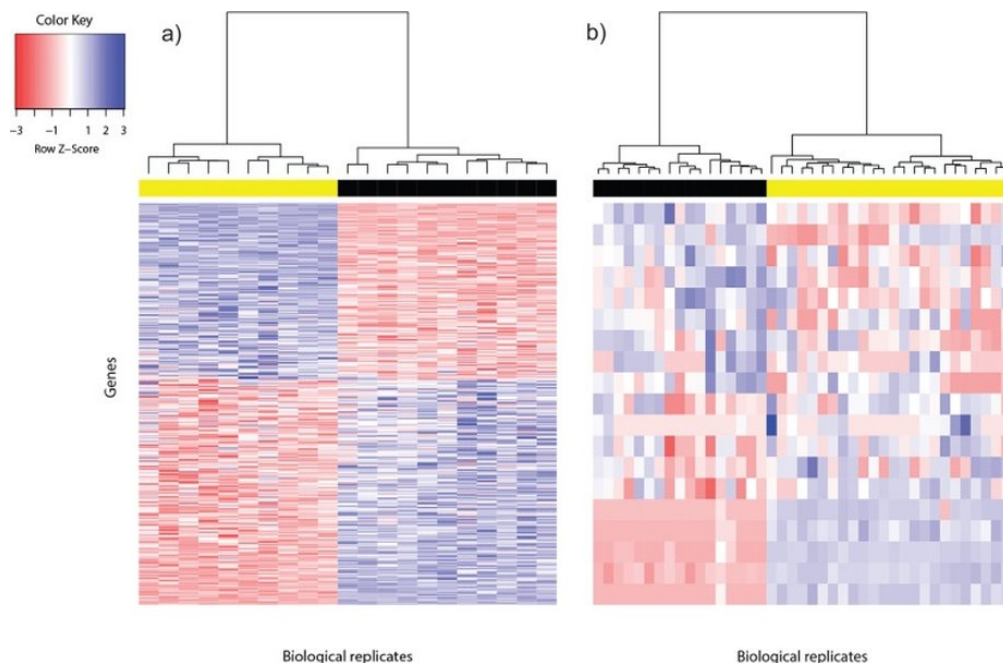 Color Key
−3 −1 1 2 3
Row Z−Score
a)
b)
Genes
Biological replicates
Biological replicates